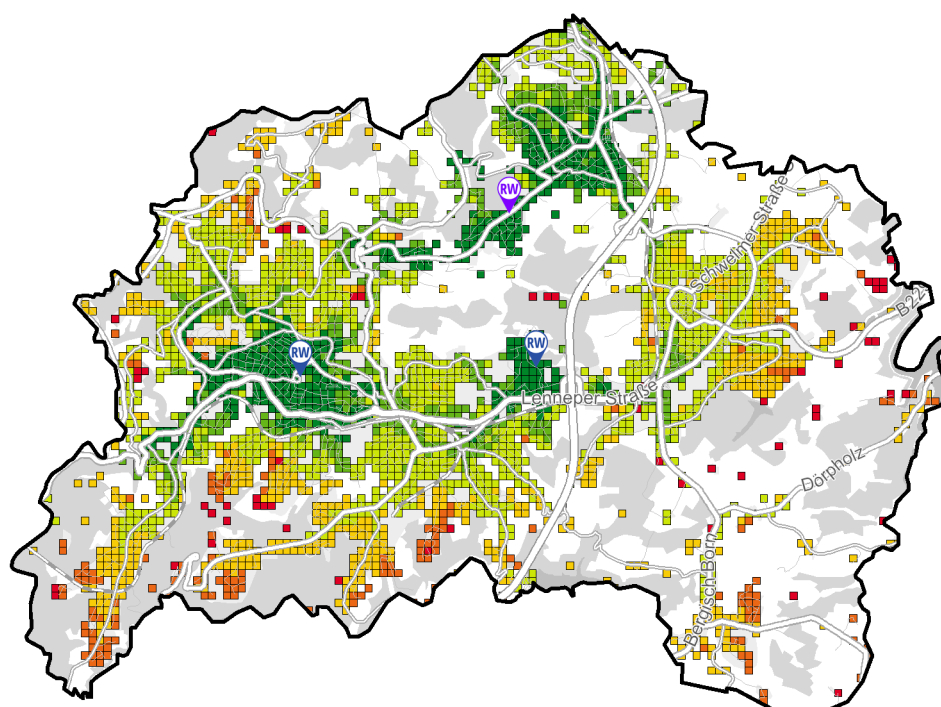 RW
Schwelmer Straße
B22
RW
RW
Lenneper Straße
Dörpholz
Bergisch Born